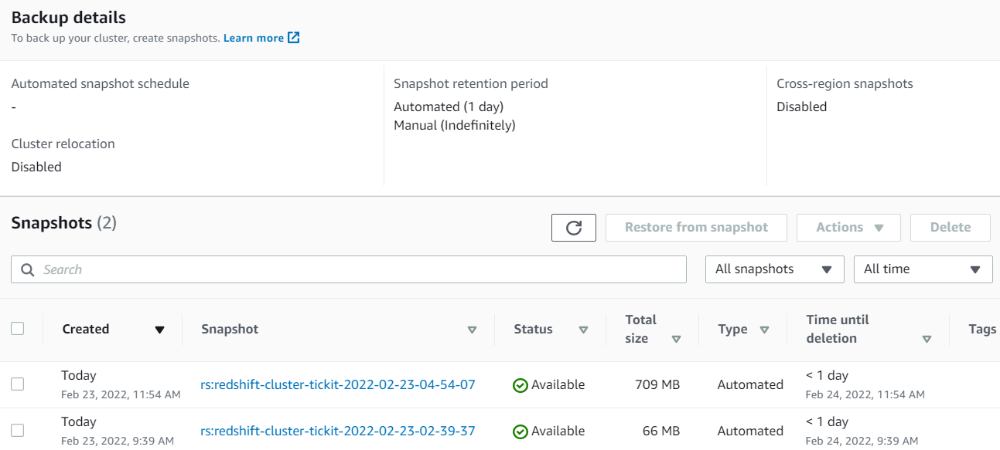 Backup details
To back up your cluster, create snapshots. Learn more
Automated snapshot schedule
-
Cluster relocation
Disabled
Snapshot retention period
Automated (1 day)
Manual (Indefinitely)
Cross-region snapshots
Disabled
Snapshots (2)
Restore from snapshot
Actions
Delete
Search
All snapshots
All time
Created
Snapshot
Status
Total
size
Type
Time until
deletion
Tags
Today
Feb 23, 2022, 11:54 AM
rs:redshift-cluster-tickit-2022-02-23-04-54-07
Available
709 MB
Automated
< 1 day
Feb 24, 2022, 11:54 AM
Today
Feb 23, 2022, 9:39 AM
rs:redshift-cluster-tickit-2022-02-23-02-39-37
Available
66 MB
Automated
< 1 day
Feb 24, 2022, 9:39 AM